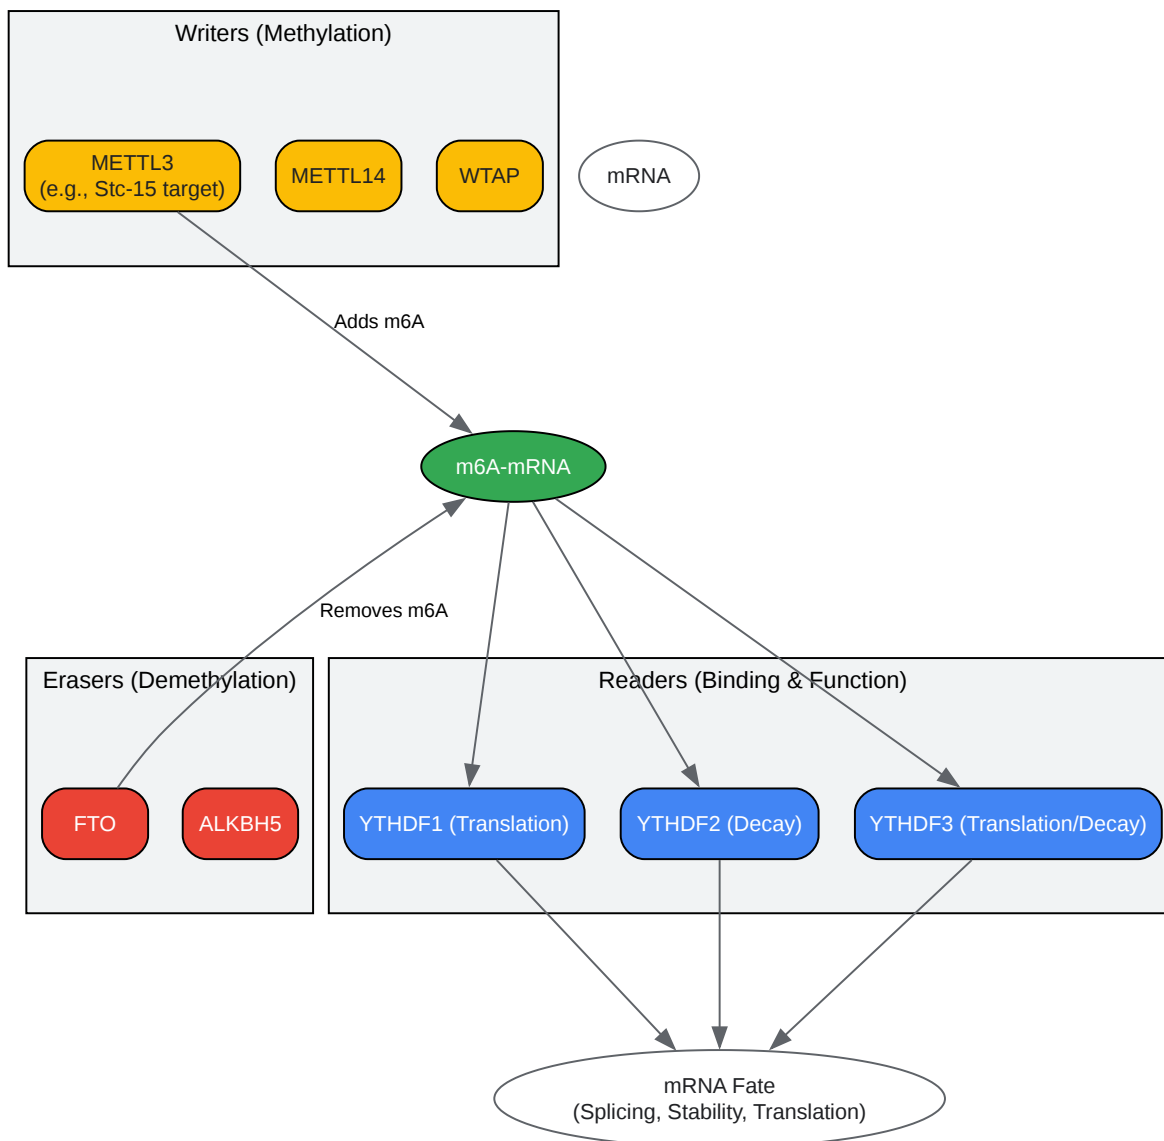 Writers (Methylation)
METTL3
(e.g., Stc-15 target)
METTL14
WTAP
mRNA
Adds m6A
m6A-mRNA
Removes m6A
Erasers (Demethylation)
Readers (Binding & Function)
FTO
ALKBH5
YTHDF1 (Translation)
YTHDF2 (Decay)
YTHDF3 (Translation/Decay)
mRNA Fate
(Splicing, Stability, Translation)